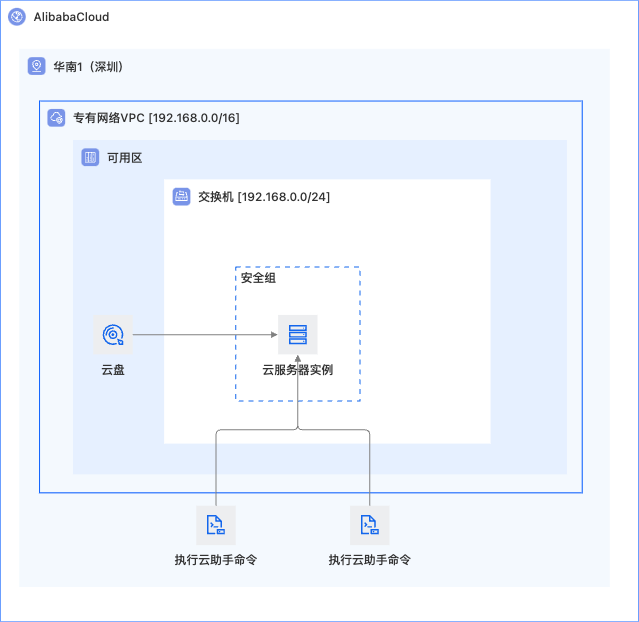 AlibabaCloud
华南1（深圳）
专有网络VPC [192.168.0.0/16]
可用区
交换机 [192.168.0.0/24]
安全组
云盘
云服务器实例
执行云助手命令
执行云助手命令